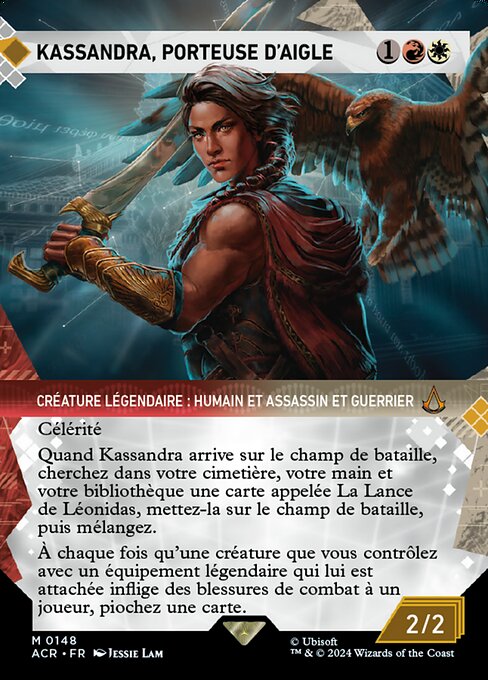 KASSANDRA, PORTEUSE D'AIGLE 1
CRÉATURE LÉGENDAIRE : HUMAIN ET ASSASSIN ET GUERRIER
Célérité
Quand Kassandra arrive sur le champ de bataille,
cherchez dans votre cimetière, votre main et
votre bibliothèque une carte appelée La Lance
de Léonidas, mettez-la sur le champ de bataille,
puis mélangez.
À chaque fois qu'une créature que vous contrôlez
avec un équipement légendaire qui lui est
attachée inflige des blessures de combat à un
joueur, piochez une carte.
2/2
M 0148
ACR • FR JESSIE LAM
© Ubisoft
™ & © 2024 Wizards of the Coast